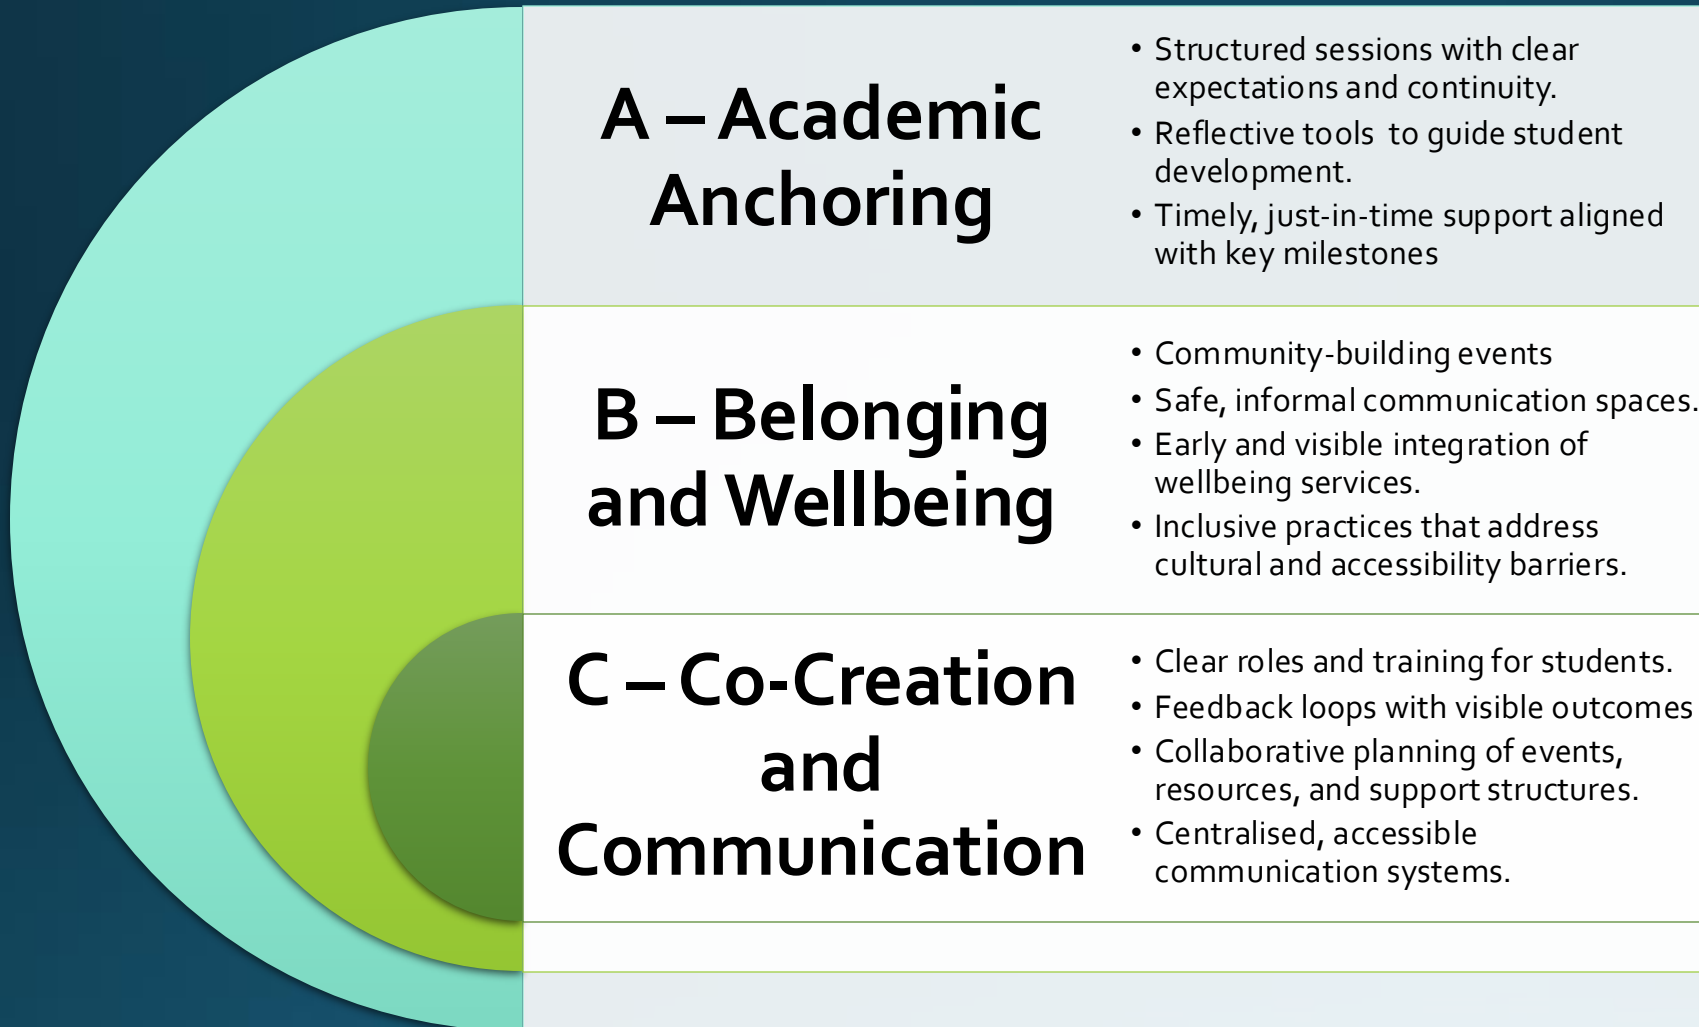 A – Academic
Anchoring
• Structured sessions with clear
expectations and continuity.
• Reflective tools to guide student
development.
• Timely, just-in-time support aligned
with key milestones
B – Belonging
and Wellbeing
• Community-building events
• Safe, informal communication spaces.
• Early and visible integration of
wellbeing services.
• Inclusive practices that address
cultural and accessibility barriers.
C – Co-Creation
and
Communication
• Clear roles and training for students.
• Feedback loops with visible outcomes
• Collaborative planning of events,
resources, and support structures.
• Centralised, accessible
communication systems.